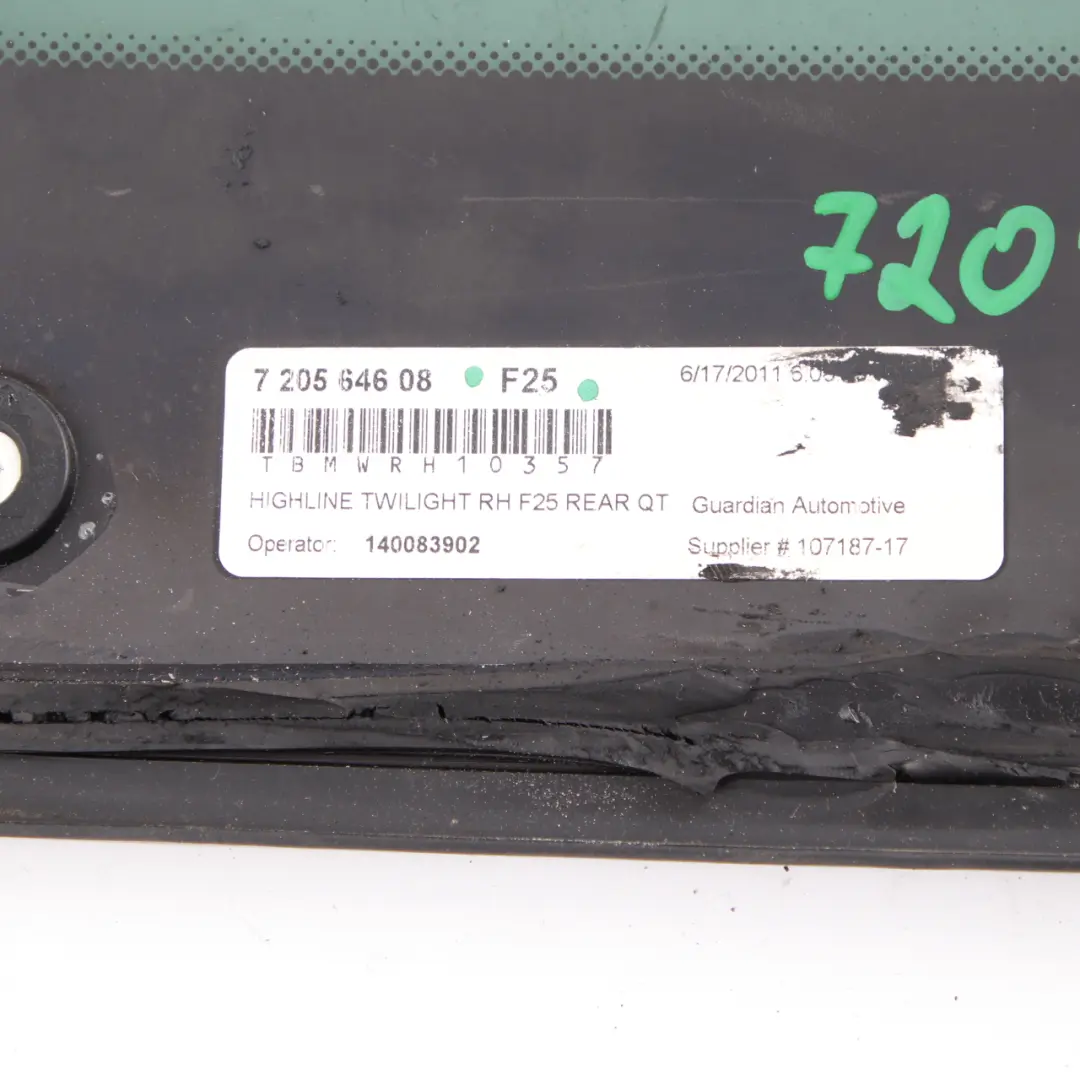 720
7 205 646 08 F25 6/17/2011
TBMWRH10357
HIGHLINE TWILIGHT RH F25 REAR QT Guardian Automotive
Operator: 140083902 Supplier # 107187-17